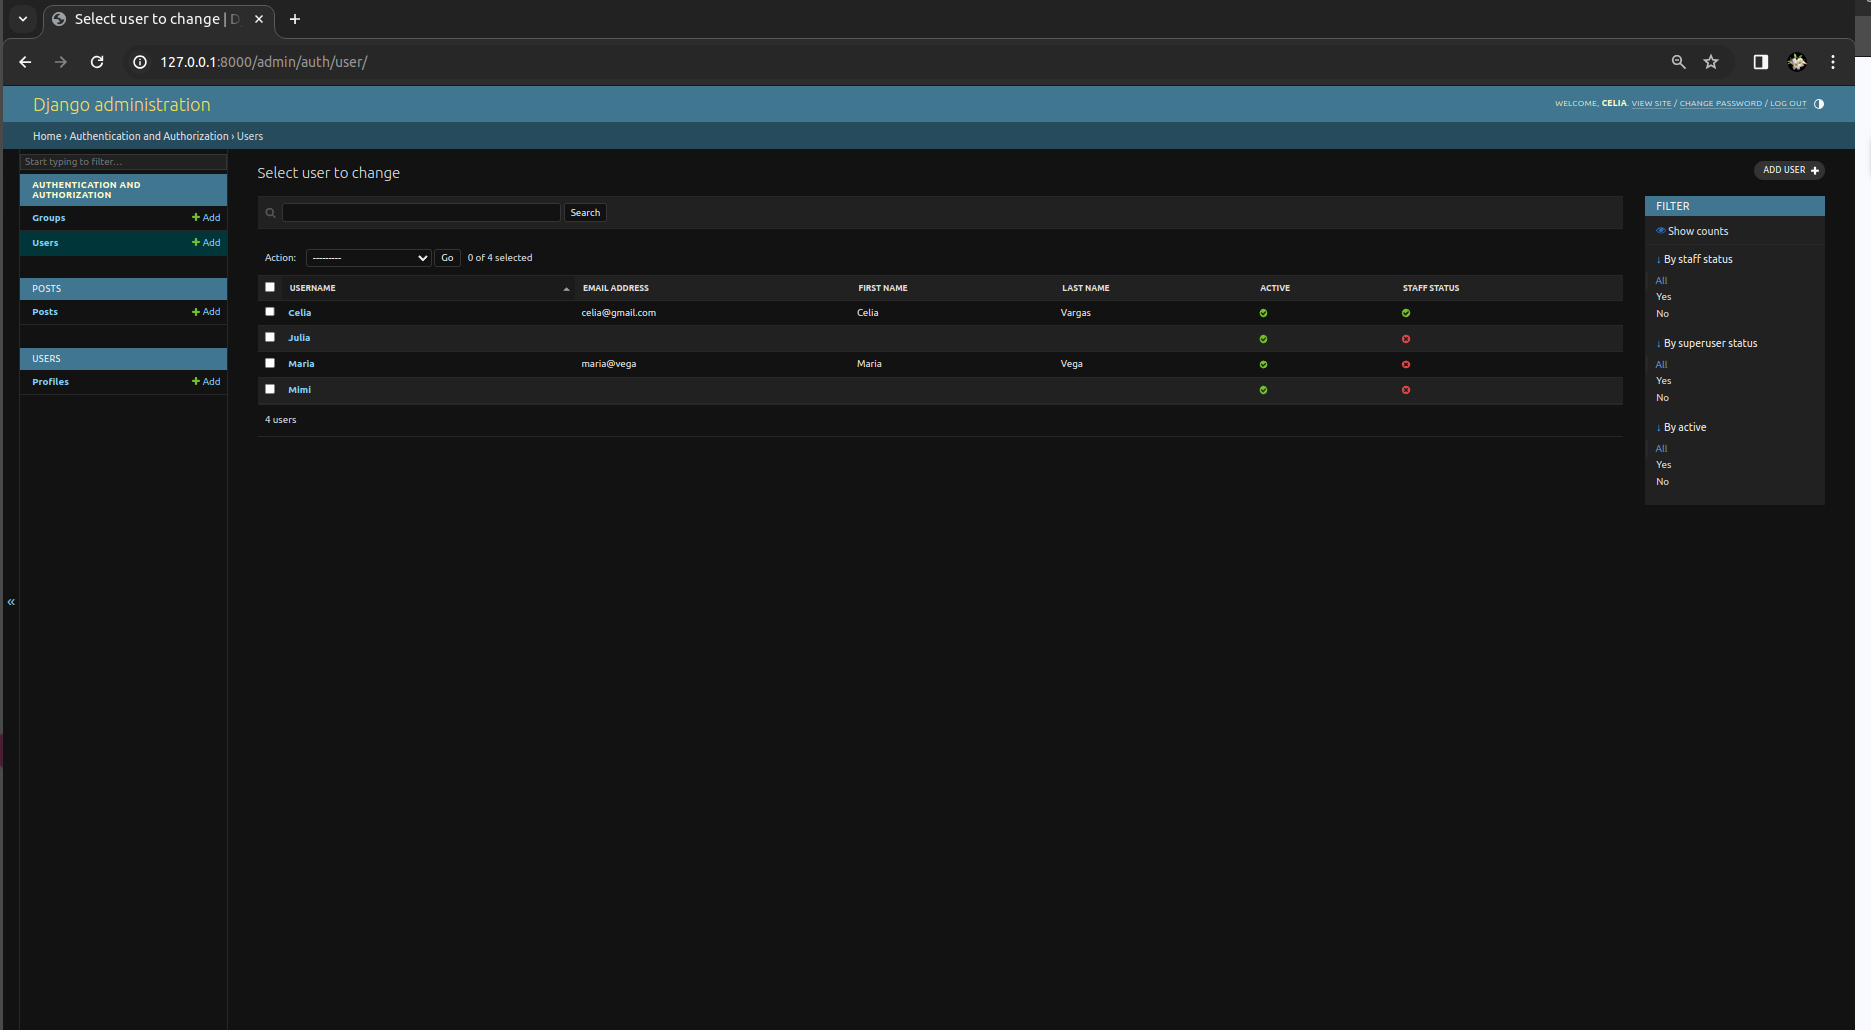 Select user to change | D
127.0.0.1:8000/admin/auth/user/
Django administration
WELCOME, CELIA. VIEW SITE / CHANGE PASSWORD / LOG OUT
Home › Authentication and Authorization › Users
Start typing to filter...
AUTHENTICATION AND
AUTHORIZATION
Groups + Add
Users + Add
POSTS
Posts + Add
USERS
Profiles + Add
«
Select user to change
ADD USER +
Search
Action: --------- Go 0 of 4 selected
USERNAME EMAIL ADDRESS FIRST NAME LAST NAME ACTIVE STAFF STATUS
Celia celia@gmail.com Celia Vargas
Julia
Maria maria@vega Maria Vega
Mimi
4 users
FILTER
Show counts
↓ By staff status
All
Yes
No
↓ By superuser status
All
Yes
No
↓ By active
All
Yes
No